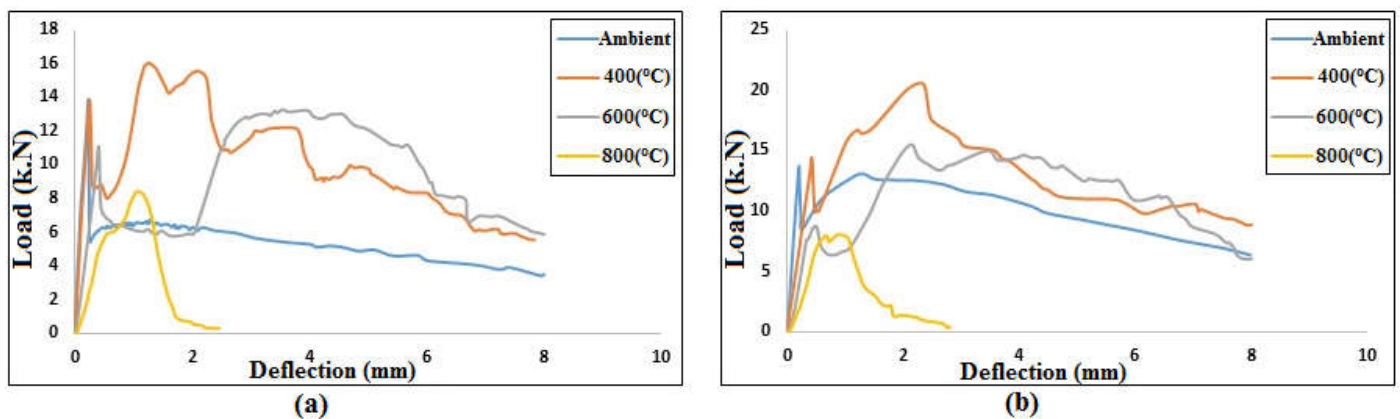 (a)
Load (k.N)
18
16
14
12
10
8
6
4
2
0
0 2 4 6 8 10
Deflection (mm)
Ambient
400(°C)
600(°C)
800(°C)
(a)
(b)
Load (k.N)
25
20
15
10
5
0
0 2 4 6 8 10
Deflection (mm)
Ambient
400(°C)
600(°C)
800(°C)
(b)